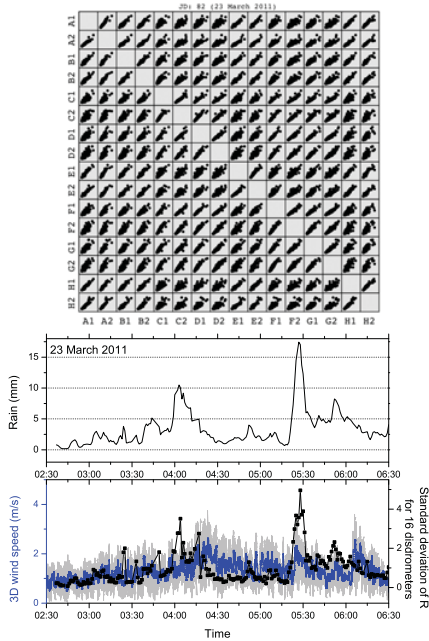 JD: 82 (23 March 2011)
A1
A2
B1
B2
C1
C2
D1
D2
E1
E2
F1
F2
G1
G2
H1
H2
A1 A2 B1 B2 C1 C2 D1 D2 E1 E2 F1 F2 G1 G2 H1 H2
23 March 2011
Rain (mm)
15
10
5
0
02:30 03:00 03:30 04:00 04:30 05:00 05:30 06:00 06:30
3D wind speed (m/s)
4
2
0
Standard deviation of R
for 16 disdrometers
4
2
0
02:30 03:00 03:30 04:00 04:30 05:00 05:30 06:00 06:30
Time